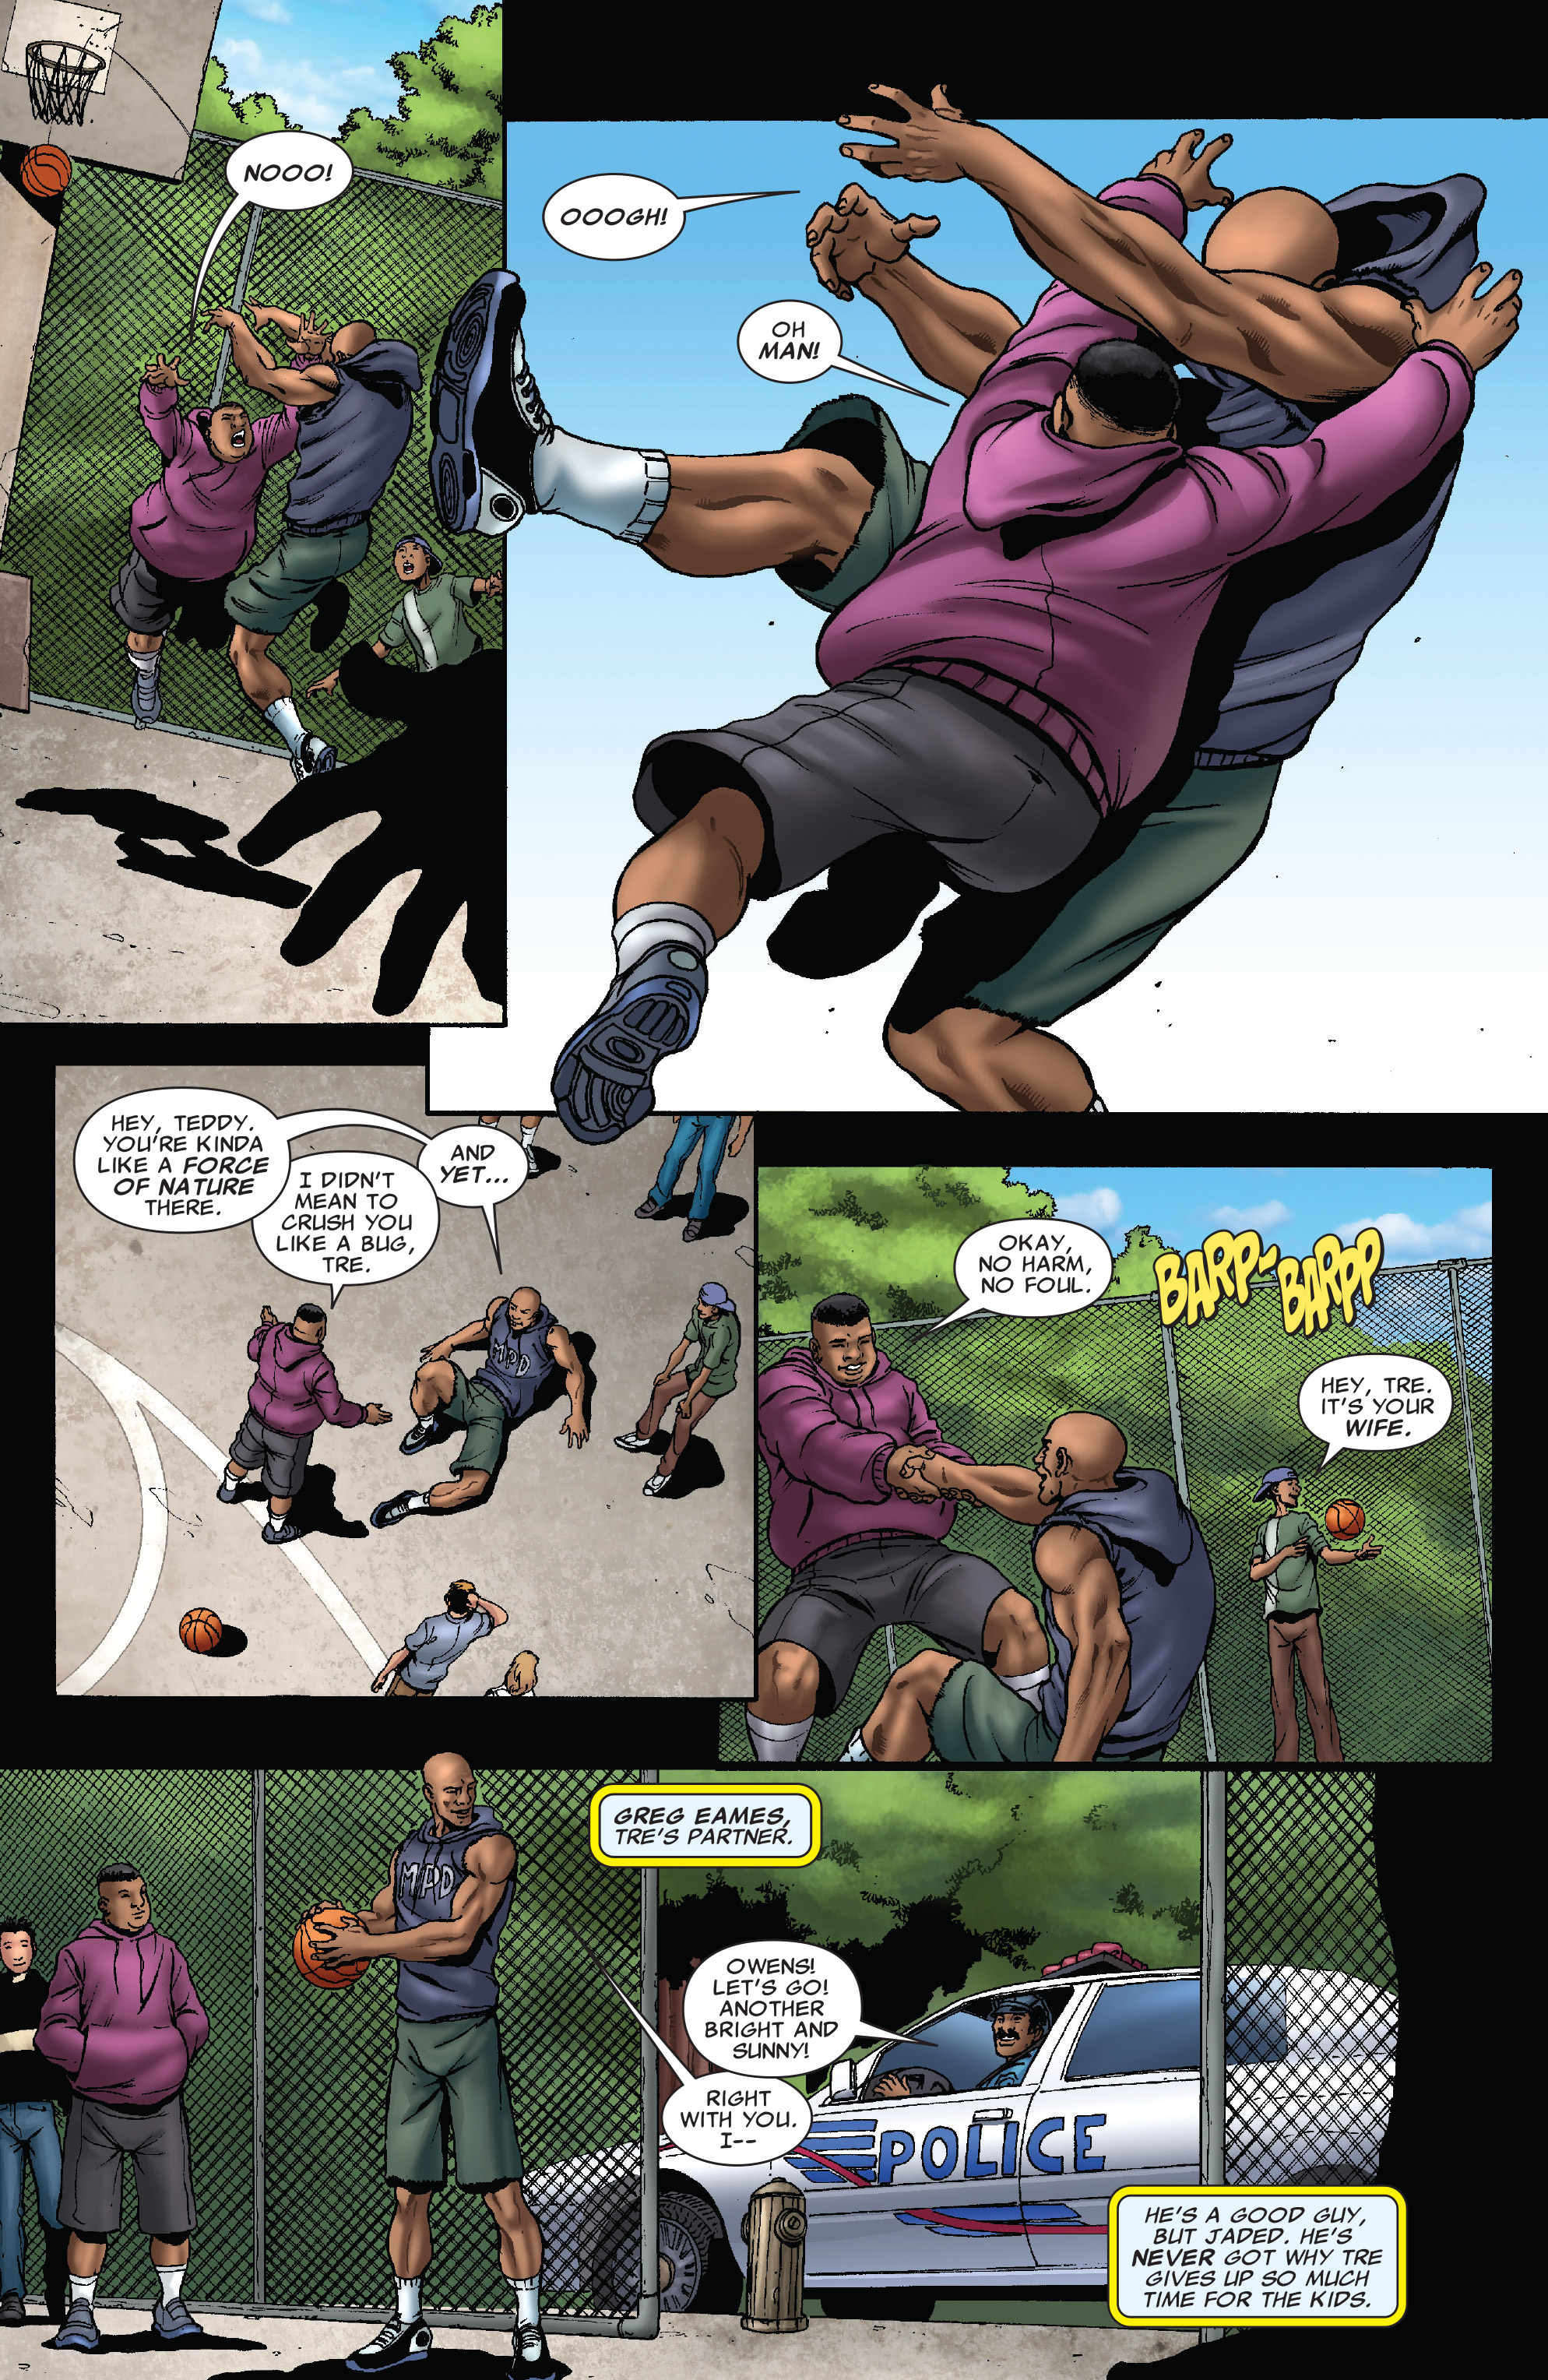 NOOO!
OOOGH!
OH
MAN!
HEY, TEDDY.
YOU'RE KINDA
LIKE A FORCE
OF NATURE
THERE.
I DIDN'T
MEAN TO
CRUSH YOU
LIKE A BUG,
TRE.
AND
YET...
MPD
OKAY,
NO HARM,
NO FOUL.
BARP-
BARPP
HEY, TRE.
IT'S YOUR
WIFE.
GREG EAMES,
TRE'S PARTNER.
MPD
OWENS!
LET'S GO!
ANOTHER
BRIGHT AND
SUNNY!
RIGHT
WITH YOU.
I--
POLICE
HE'S A GOOD GUY,
BUT JADED. HE'S
NEVER GOT WHY TRE
GIVES UP SO MUCH
TIME FOR THE KIDS.